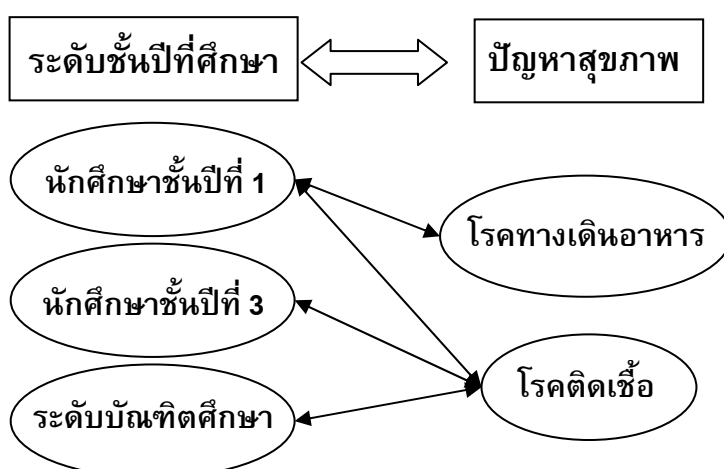 ระดับชั้นปีที่ศึกษา
ปัญหาสุขภาพ
นักศึกษาชั้นปีที่ 1
โรคทางเดินอาหาร
นักศึกษาชั้นปีที่ 3
โรคติดเชื้อ
ระดับบัณฑิตศึกษา